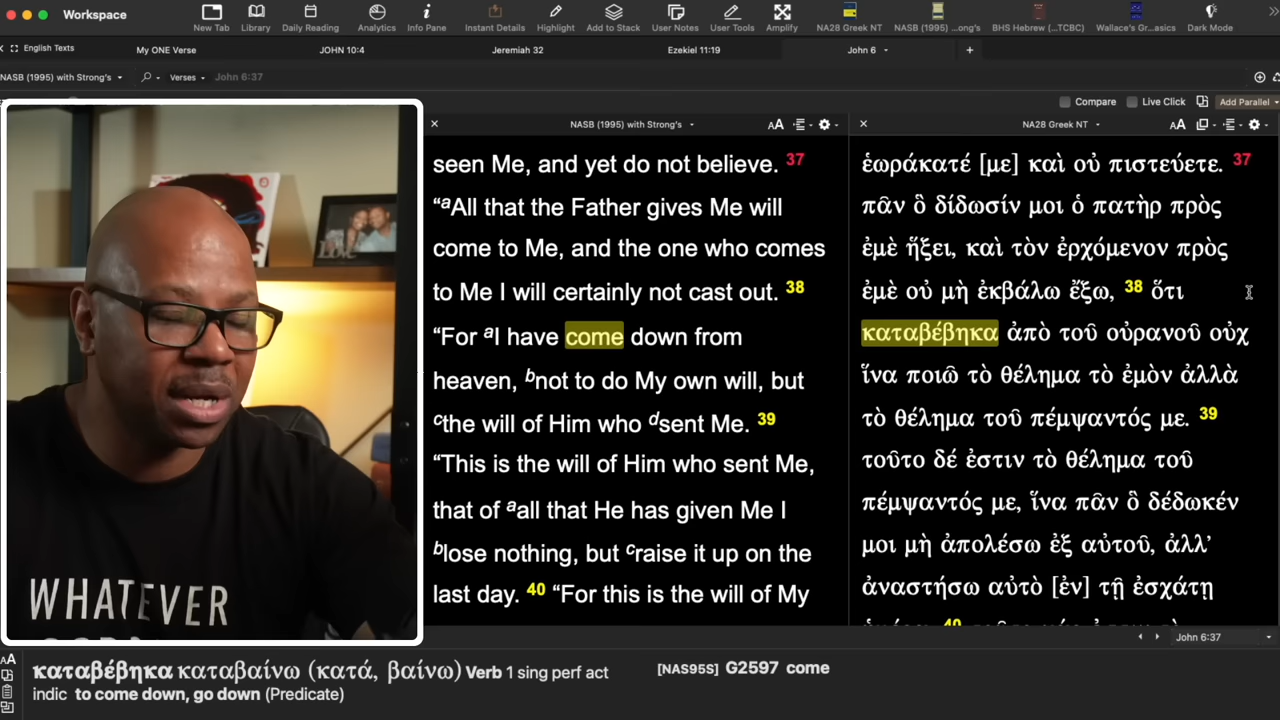 Workspace
New Tab
Library
Daily Reading
Analytics
Info Pane
Instant Details
Highlight
Add to Stack
User Notes
User Tools
Amplify
NA28 Greek NT
NASB (1995) ...ong's
BHS Hebrew (...TCBC)
Wallace's Gr...asics
Dark Mode
English Texts
My ONE Verse
JOHN 10:4
Jeremiah 32
Ezekiel 11:19
John 6
NASB (1995) with Strong's
Verses
John 6:37
Compare
Live Click
Add Parallel
NASB (1995) with Strong's
AA
seen Me, and yet do not believe. 37
“aAll that the Father gives Me will
come to Me, and the one who comes
to Me I will certainly not cast out. 38
“For aI have come down from
heaven, bnot to do My own will, but
cthe will of Him who dsent Me. 39
“This is the will of Him who sent Me,
that of aall that He has given Me I
blose nothing, but craise it up on the
last day. 40 “For this is the will of My
NA28 Greek NT
AA
ἑωράκατέ [με] καὶ οὐ πιστεύετε. 37
πᾶν ὃ δίδωσίν μοι ὁ πατὴρ πρὸς
ἐμὲ ἥξει, καὶ τὸν ἐρχόμενον πρὸς
ἐμὲ οὐ μὴ ἐκβάλω ἔξω, 38 ὅτι
καταβέβηκα ἀπὸ τοῦ οὐρανοῦ οὐχ
ἵνα ποιῶ τὸ θέλημα τὸ ἐμὸν ἀλλὰ
τὸ θέλημα τοῦ πέμψαντός με. 39
τοῦτο δέ ἐστιν τὸ θέλημα τοῦ
πέμψαντός με, ἵνα πᾶν ὃ δέδωκέν
μοι μὴ ἀπολέσω ἐξ αὐτοῦ, ἀλλʼ
ἀναστήσω αὐτὸ [ἐν] τῇ ἐσχάτῃ
40
John 6:37
WHATEVER
AA
καταβέβηκα καταβαίνω (κατά, βαίνω) Verb 1 sing perf act
indic to come down, go down (Predicate)
[NAS95S] G2597 come